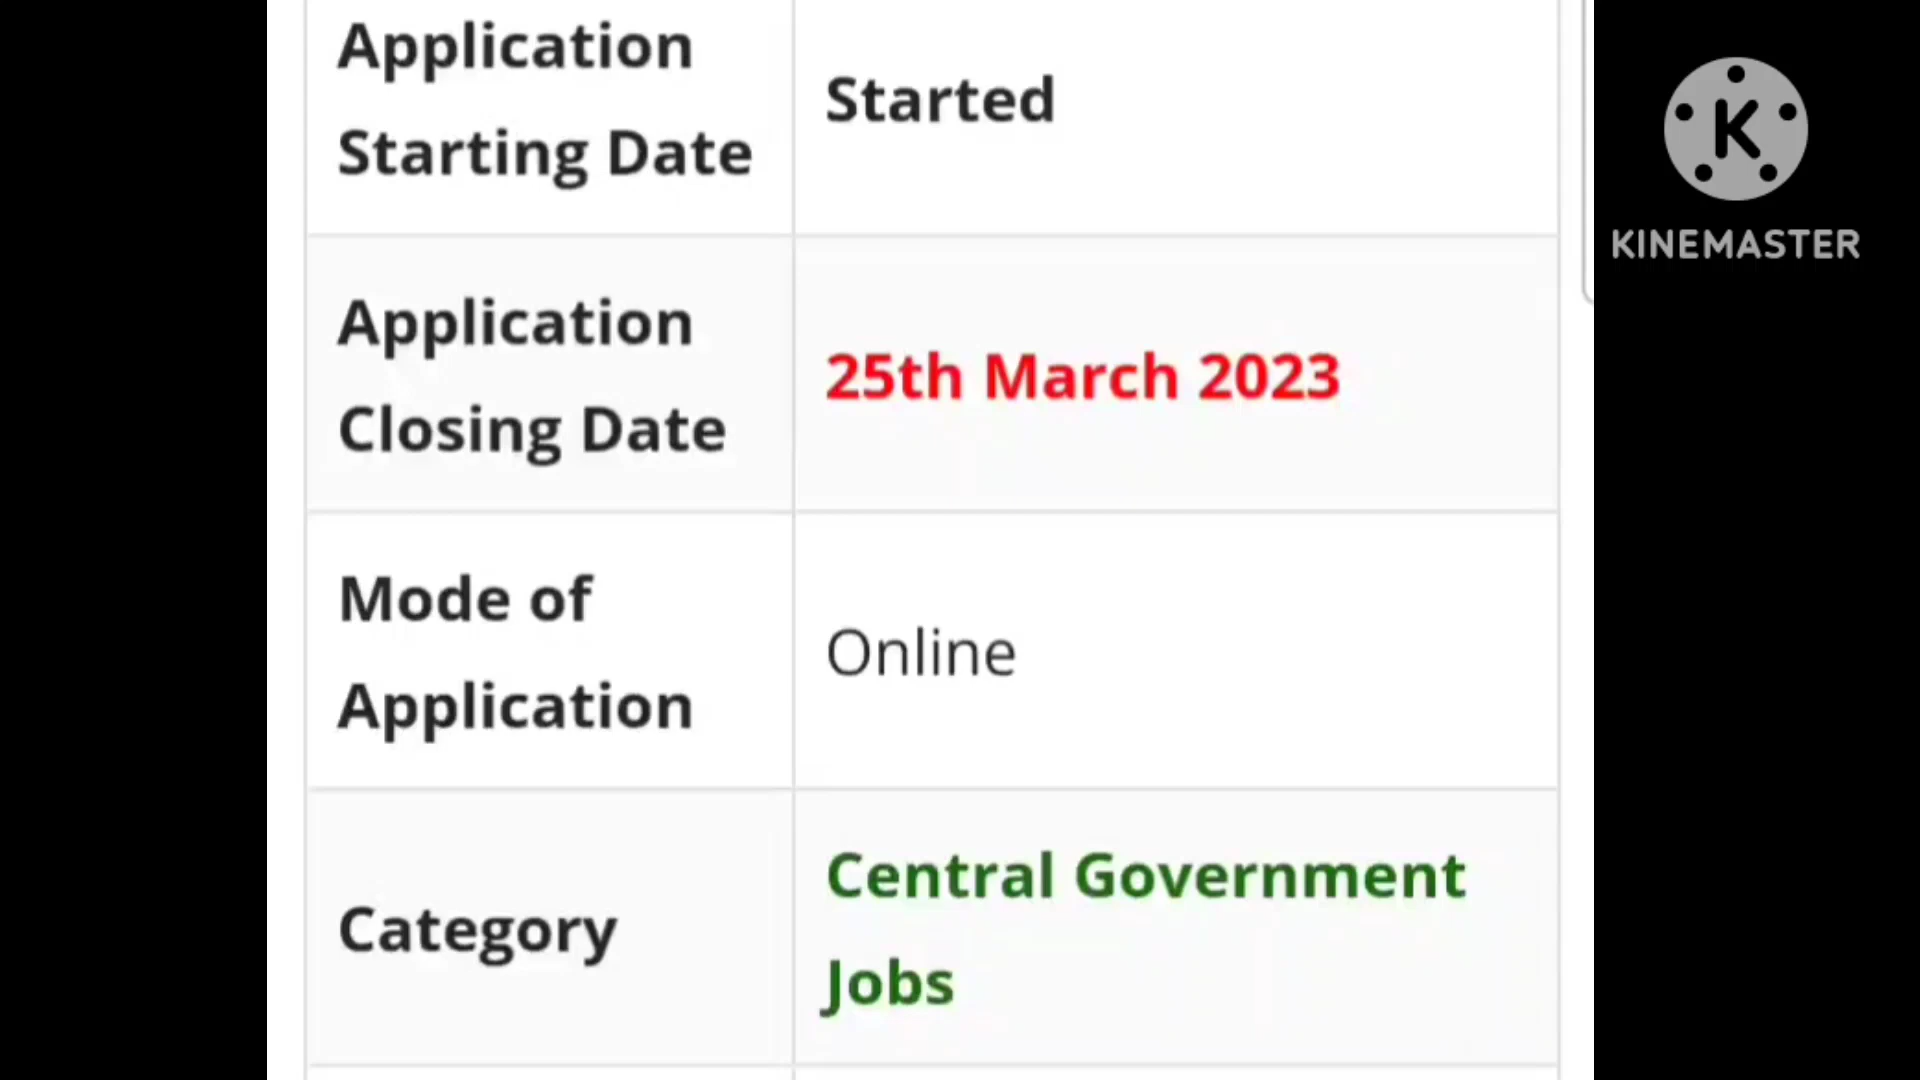 Application
Starting Date
Started
Application
Closing Date
25th March 2023
Mode of
Application
Online
Category
Central Government
Jobs
K
KINEMASTER